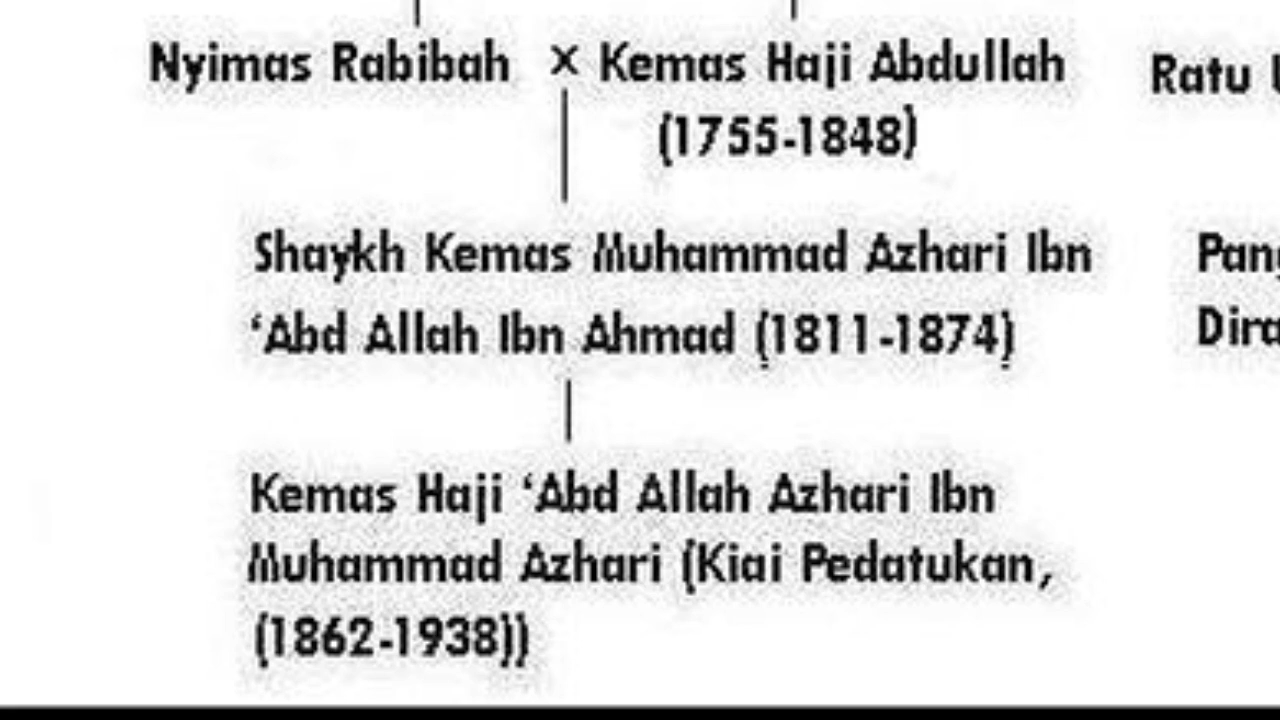 Nyimas Rabibah × Kemas Haji Abdullah
(1755-1848)
Shaykh Kemas Muhammad Azhari Ibn
‘Abd Allah Ibn Ahmad (1811-1874)
Kemas Haji ‘Abd Allah Azhari Ibn
Muhammad Azhari (Kiai Pedatukan,
(1862-1938))
Ratu